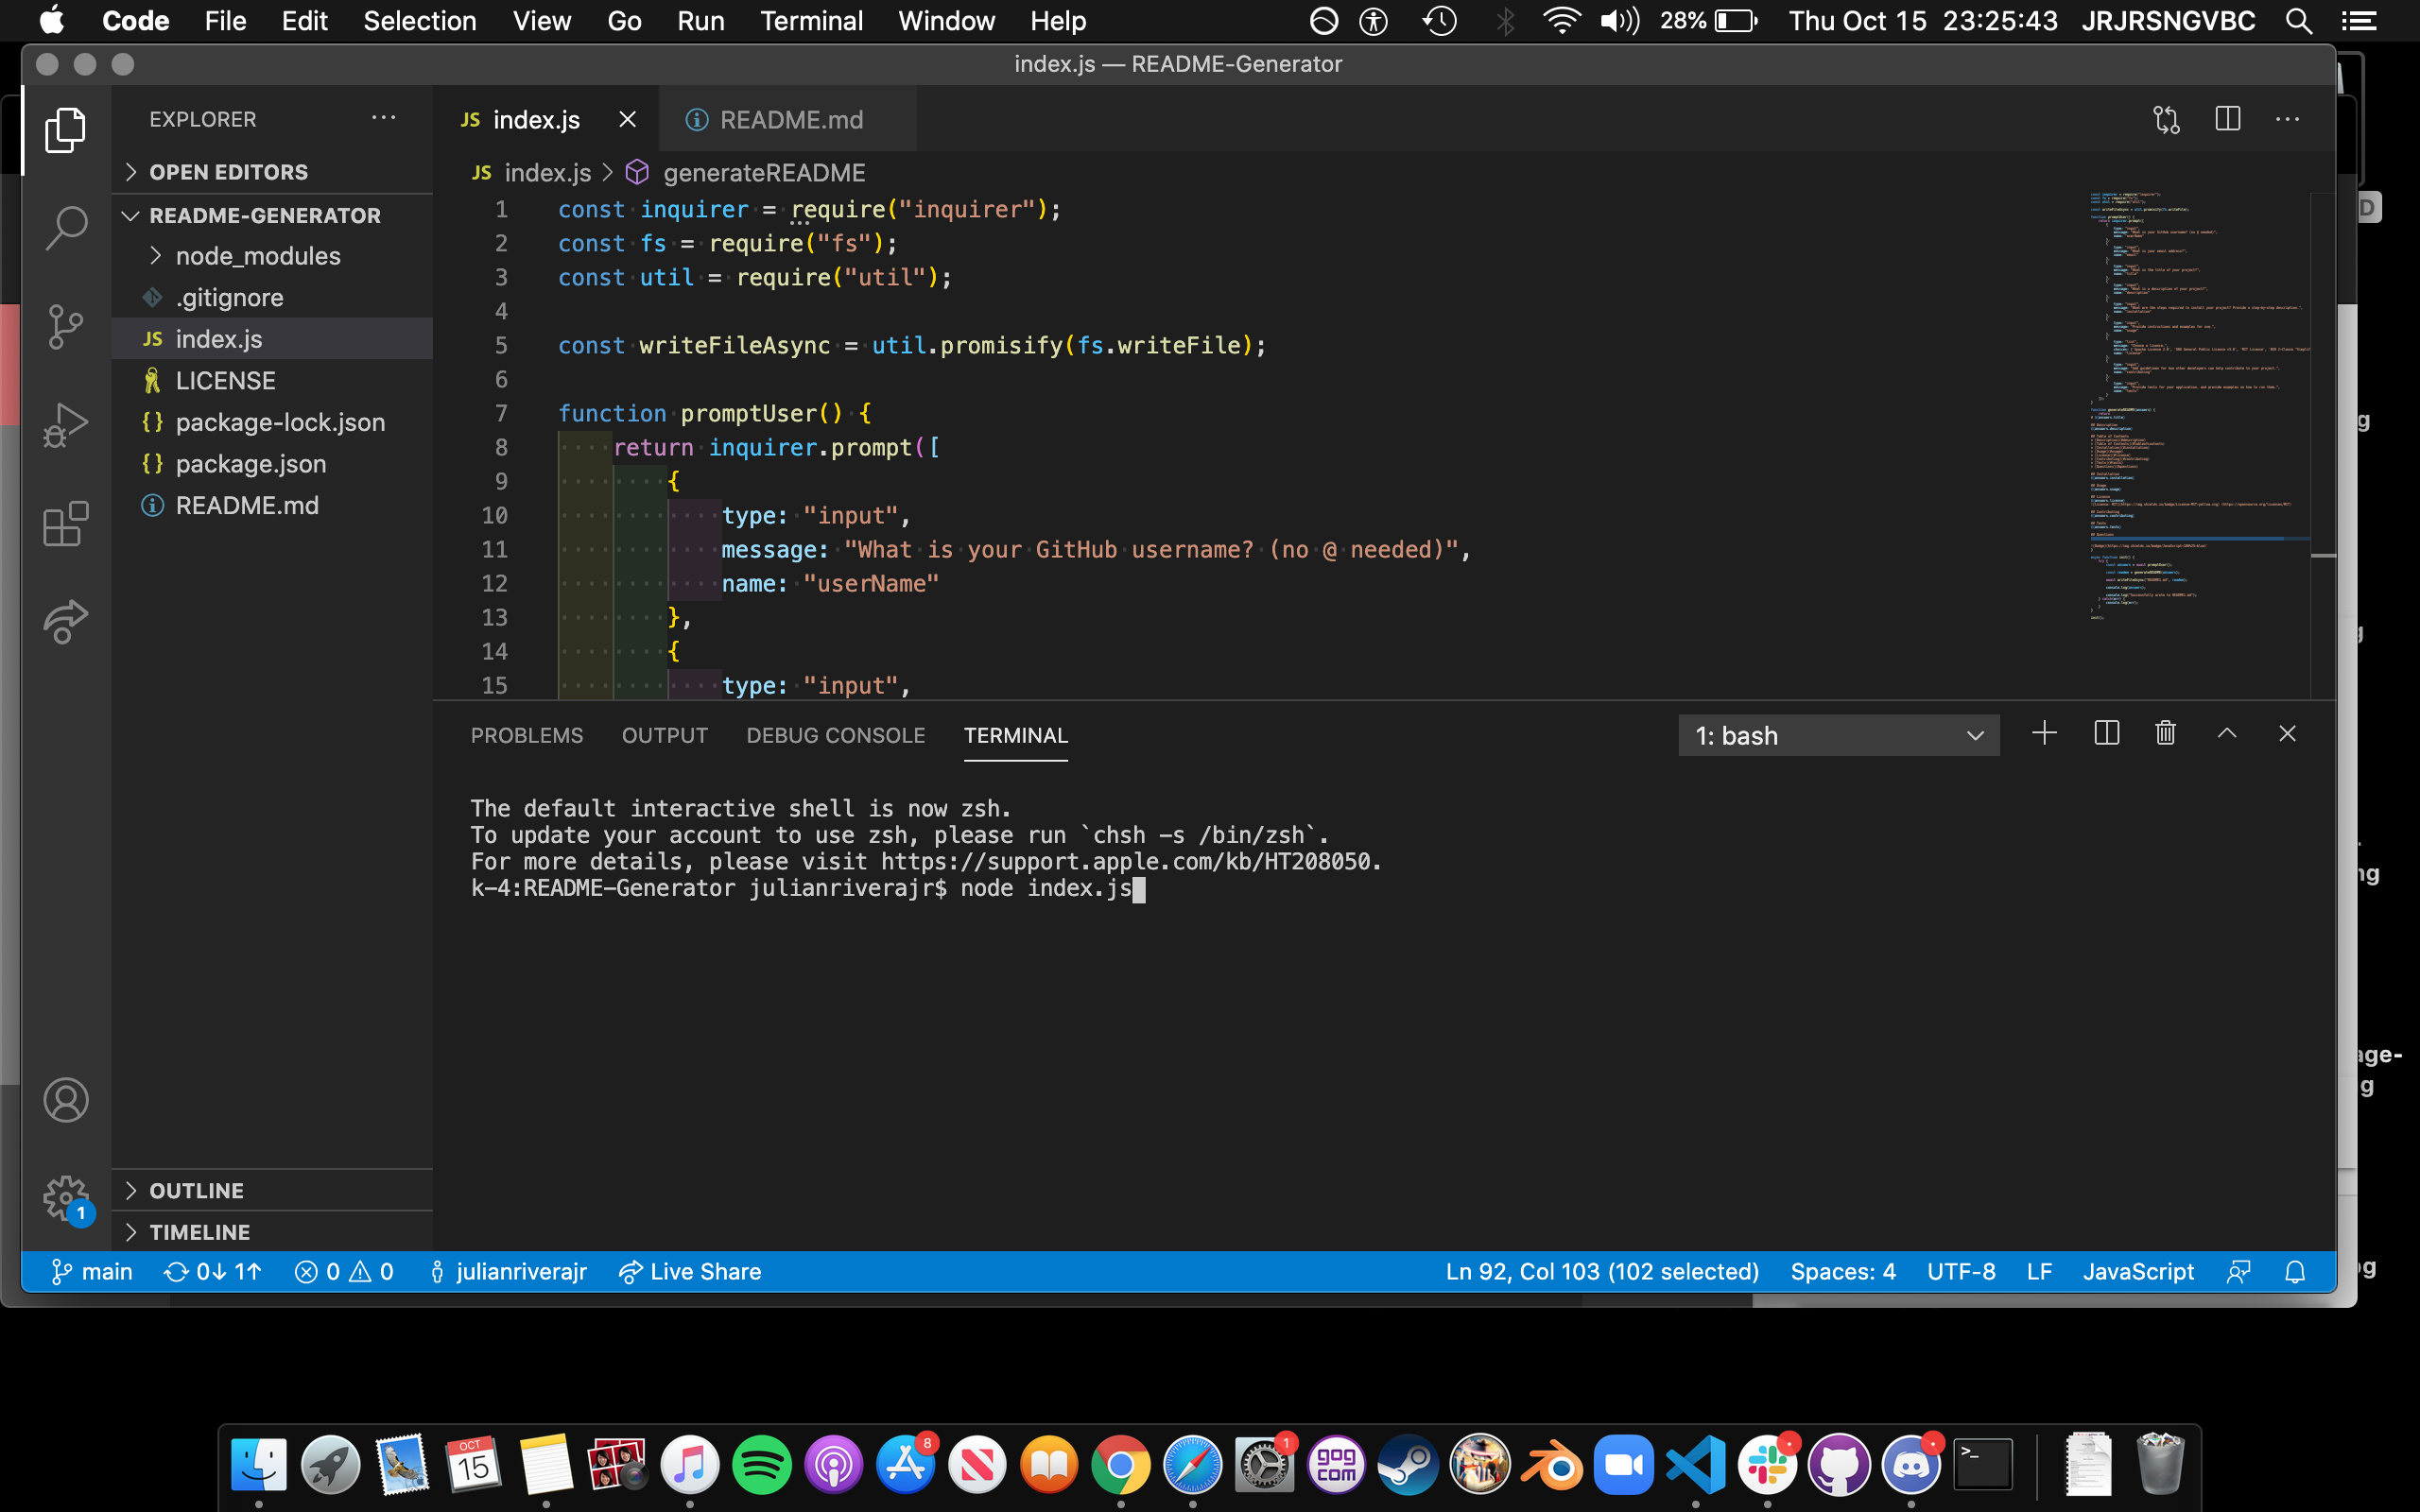 Code File Edit Selection View Go Run Terminal Window Help 28% Thu Oct 15 23:25:43 JRJRSNGVBC
index.js — README-Generator
EXPLORER
OPEN EDITORS
README-GENERATOR
node_modules
.gitignore
JS index.js
LICENSE
{} package-lock.json
{} package.json
README.md
OUTLINE
TIMELINE
JS index.js README.md
JS index.js > generateREADME
1 const inquirer = require("inquirer");
2 const fs = require("fs");
3 const util = require("util");
4
5 const writeFileAsync = util.promisify(fs.writeFile);
6
7 function promptUser() {
8 return inquirer.prompt([
9 {
10 type: "input",
11 message: "What is your GitHub username? (no @ needed)",
12 name: "userName"
13 },
14 {
15 type: "input",
PROBLEMS OUTPUT DEBUG CONSOLE TERMINAL 1: bash
The default interactive shell is now zsh.
To update your account to use zsh, please run `chsh -s /bin/zsh`.
For more details, please visit https://support.apple.com/kb/HT208050.
k-4:README-Generator julianriverajr$ node index.js
1
main 0↓ 1↑ 0 0 julianriverajr Live Share Ln 92, Col 103 (102 selected) Spaces: 4 UTF-8 LF JavaScript
D
g
ng
age-
g
OCT
15
8
1
GOG
COM
>_